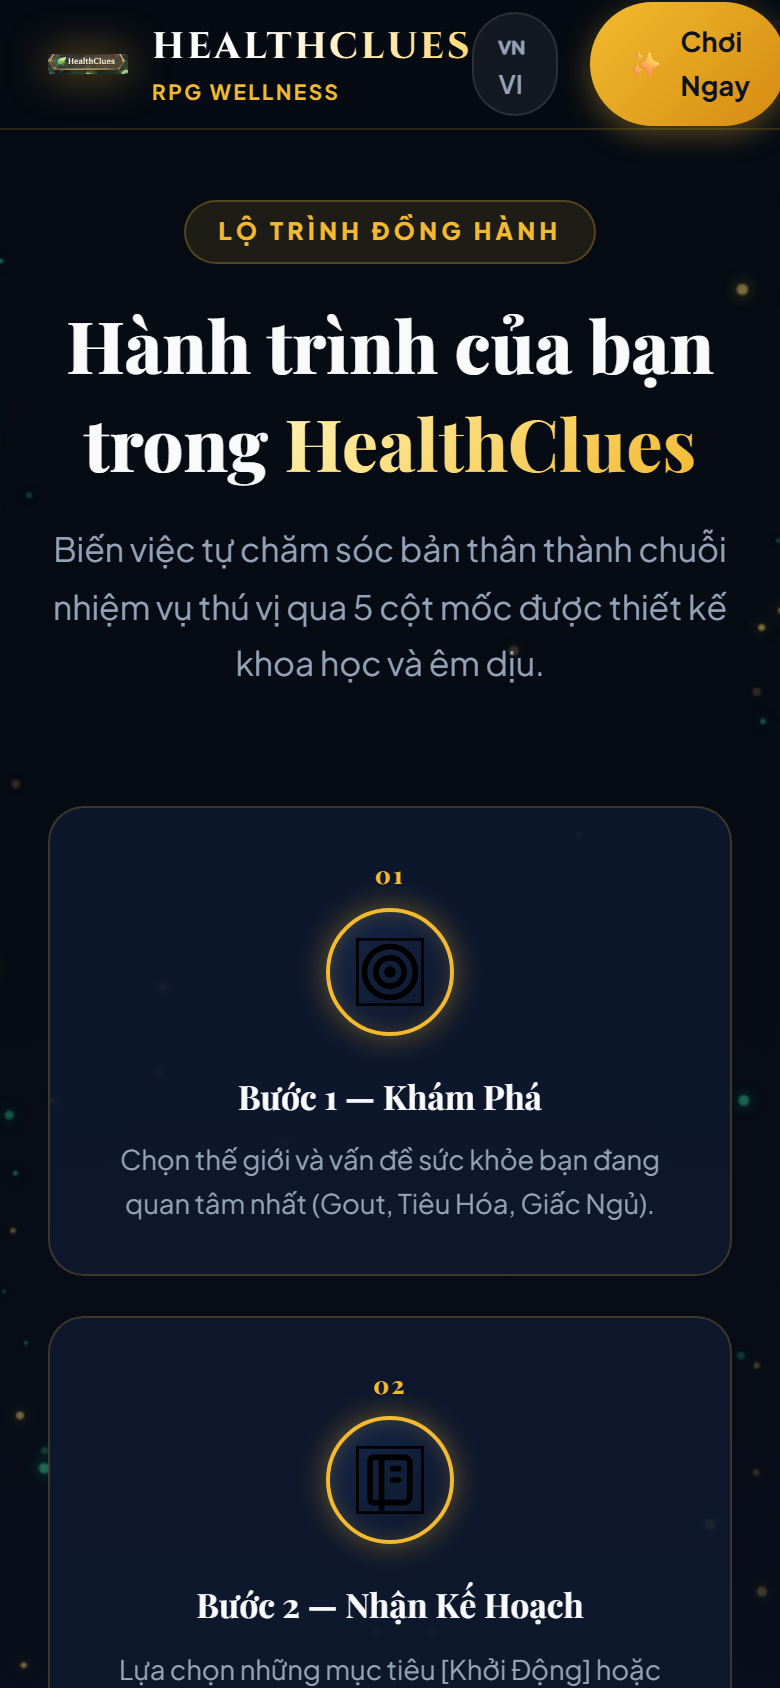 HealthClues
HEALTHCLUES
RPG WELLNESS
VN
VI
✨ Chơi
Ngay
LỘ TRÌNH ĐỒNG HÀNH
Hành trình của bạn
trong HealthClues
Biến việc tự chăm sóc bản thân thành chuỗi
nhiệm vụ thú vị qua 5 cột mốc được thiết kế
khoa học và êm dịu.
01
Bước 1 — Khám Phá
Chọn thế giới và vấn đề sức khỏe bạn đang
quan tâm nhất (Gout, Tiêu Hóa, Giấc Ngủ).
02
Bước 2 — Nhận Kế Hoạch
Lựa chọn những mục tiêu [Khởi Động] hoặc